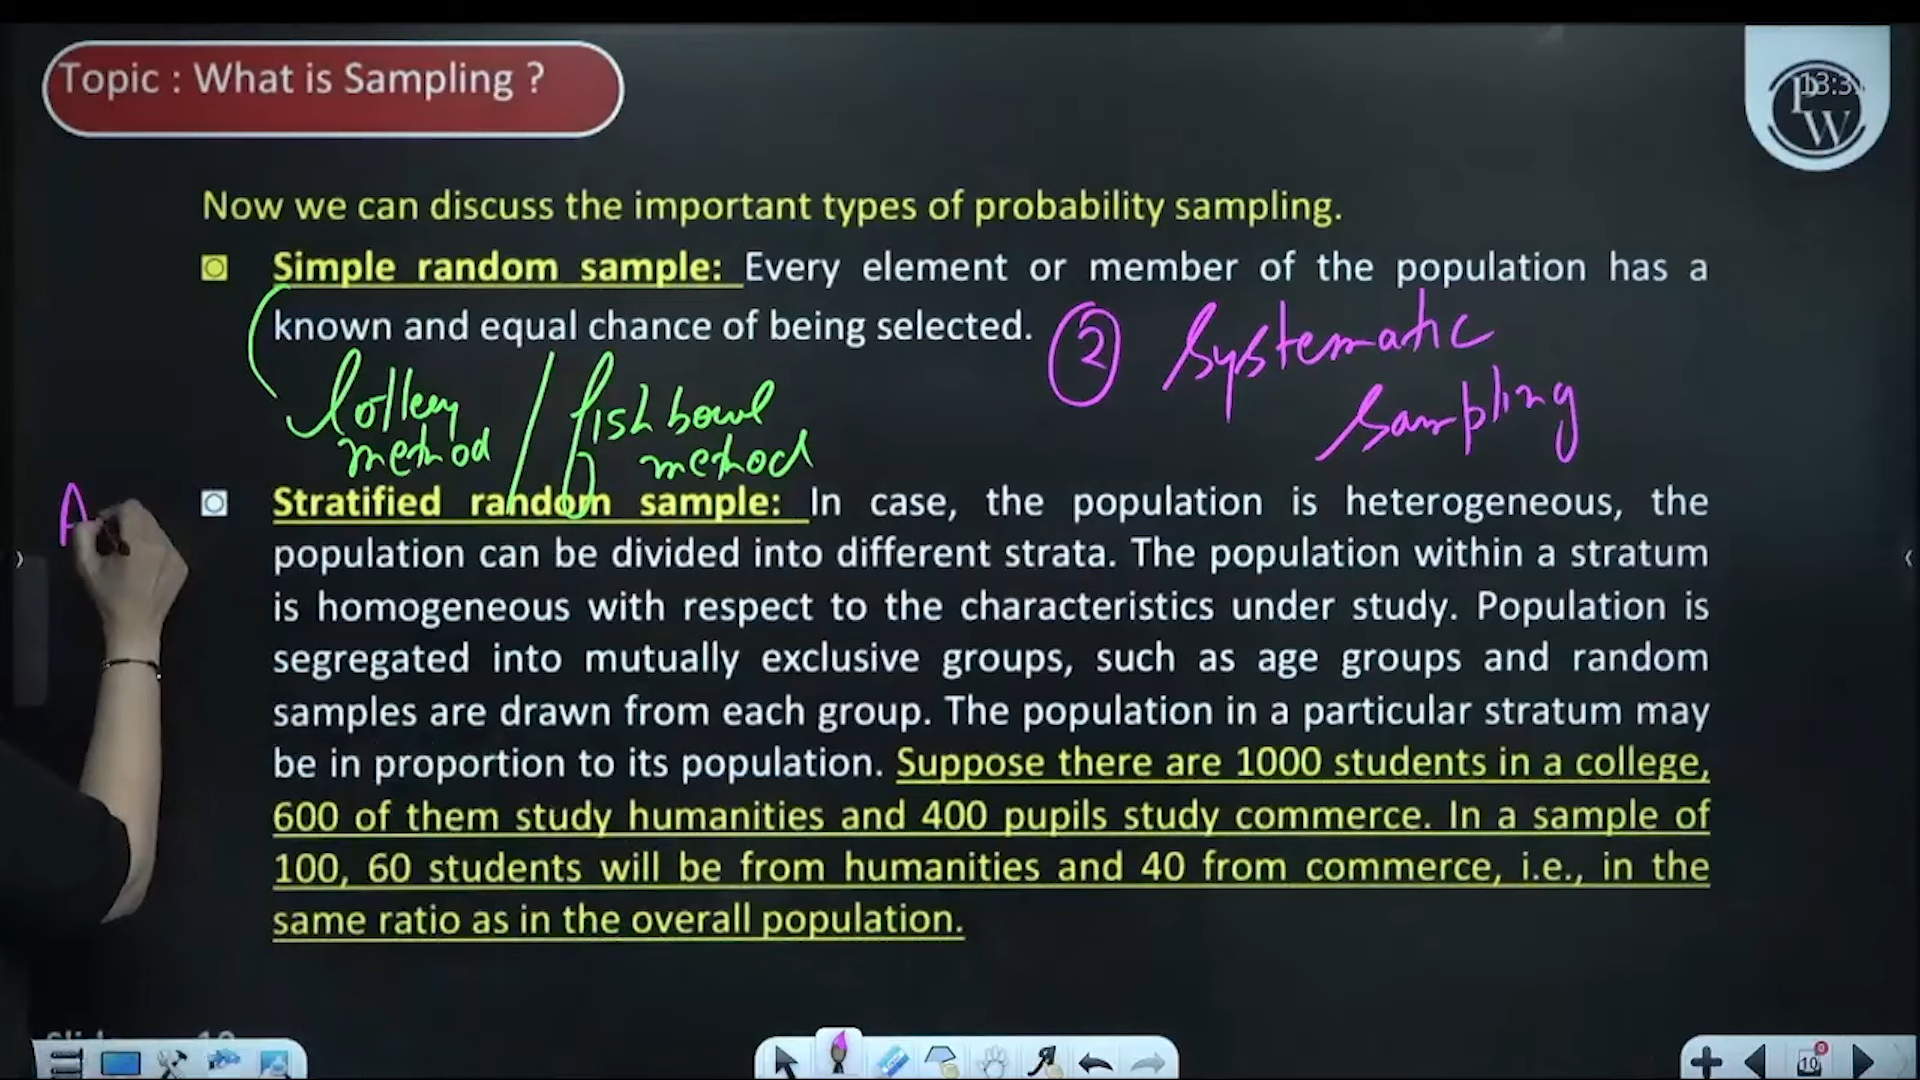 Topic : What is Sampling ?
13:3
PW
Now we can discuss the important types of probability sampling.
Simple random sample: Every element or member of the population has a
known and equal chance of being selected.
2 Systematic
Sampling
lottery / fishbowl
method method
A
Stratified random sample: In case, the population is heterogeneous, the
population can be divided into different strata. The population within a stratum
is homogeneous with respect to the characteristics under study. Population is
segregated into mutually exclusive groups, such as age groups and random
samples are drawn from each group. The population in a particular stratum may
be in proportion to its population. Suppose there are 1000 students in a college,
600 of them study humanities and 400 pupils study commerce. In a sample of
100, 60 students will be from humanities and 40 from commerce, i.e., in the
same ratio as in the overall population.
10